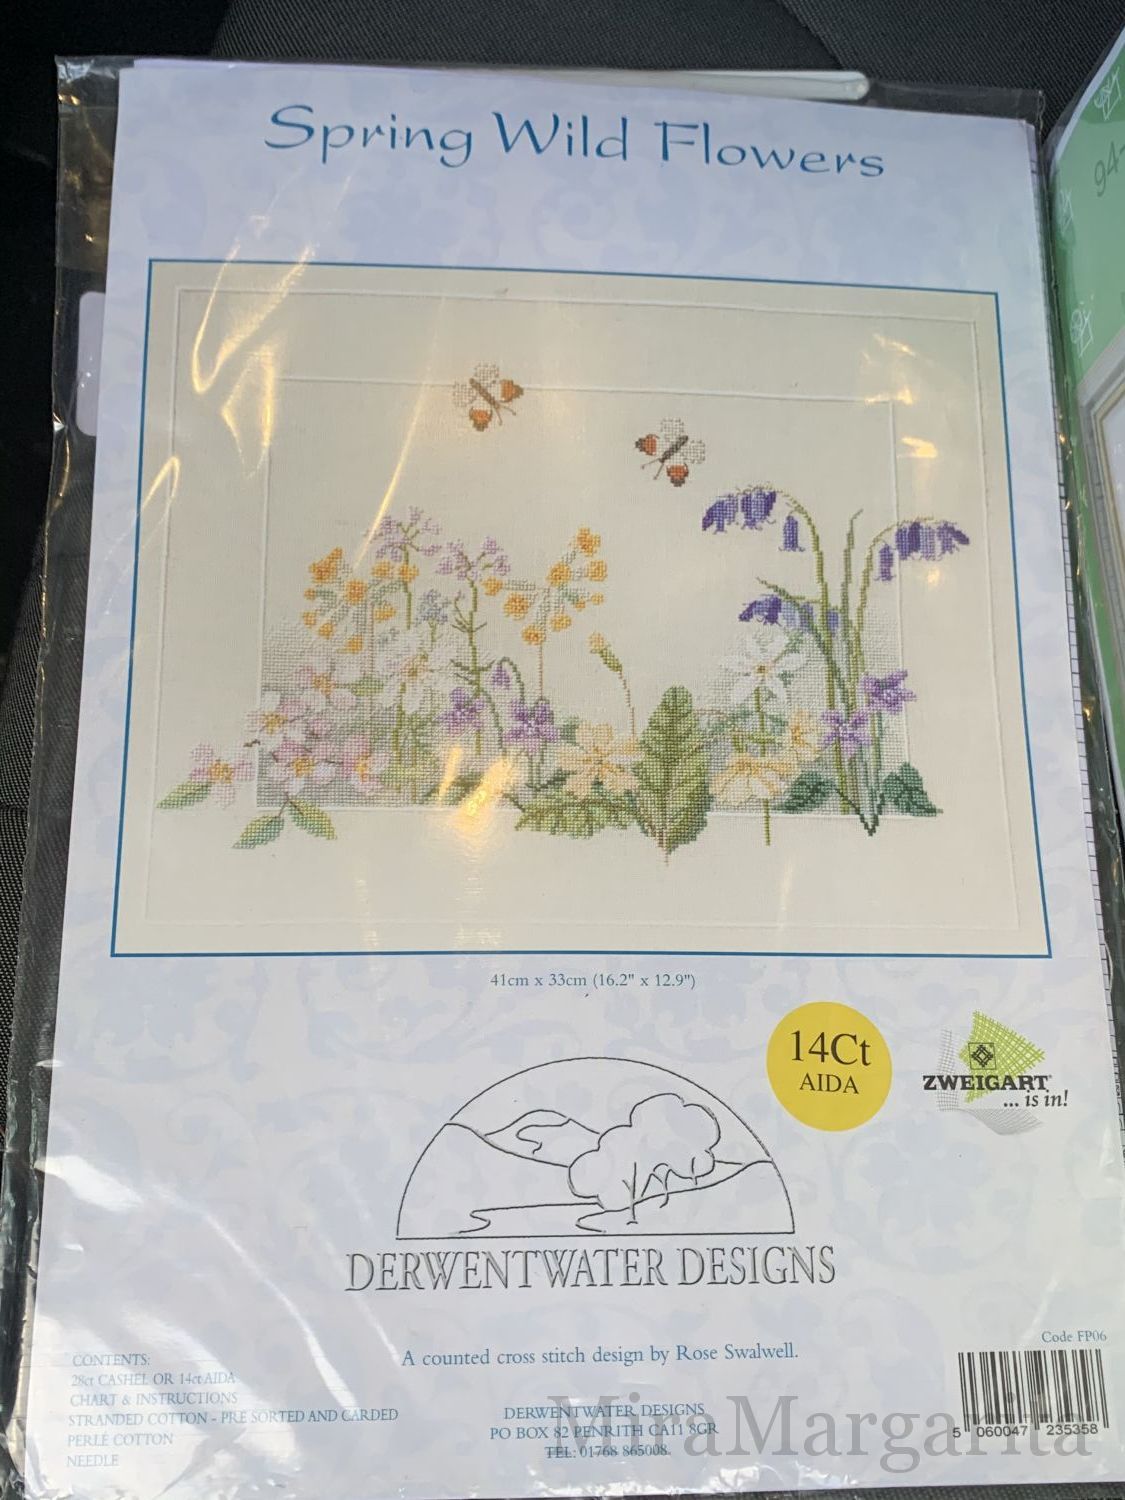 Spring Wild Flowers
94-
41cm x 33cm (16.2" x 12.9")
14Ct
AIDA
ZWEIGART®
... is in!
DERWENTWATER DESIGNS
A counted cross stitch design by Rose Swalwell.
Code FP06
CONTENTS:
28ct CASHEL OR 14ct AIDA
CHART & INSTRUCTIONS
STRANDED COTTON - PRE SORTED AND CARDED
PERLE COTTON
NEEDLE
DERWENTWATER DESIGNS
PO BOX 82 PENRITH CA11 8GR
TEL: 01768 865008
5 060047 235358
MiraMargarita